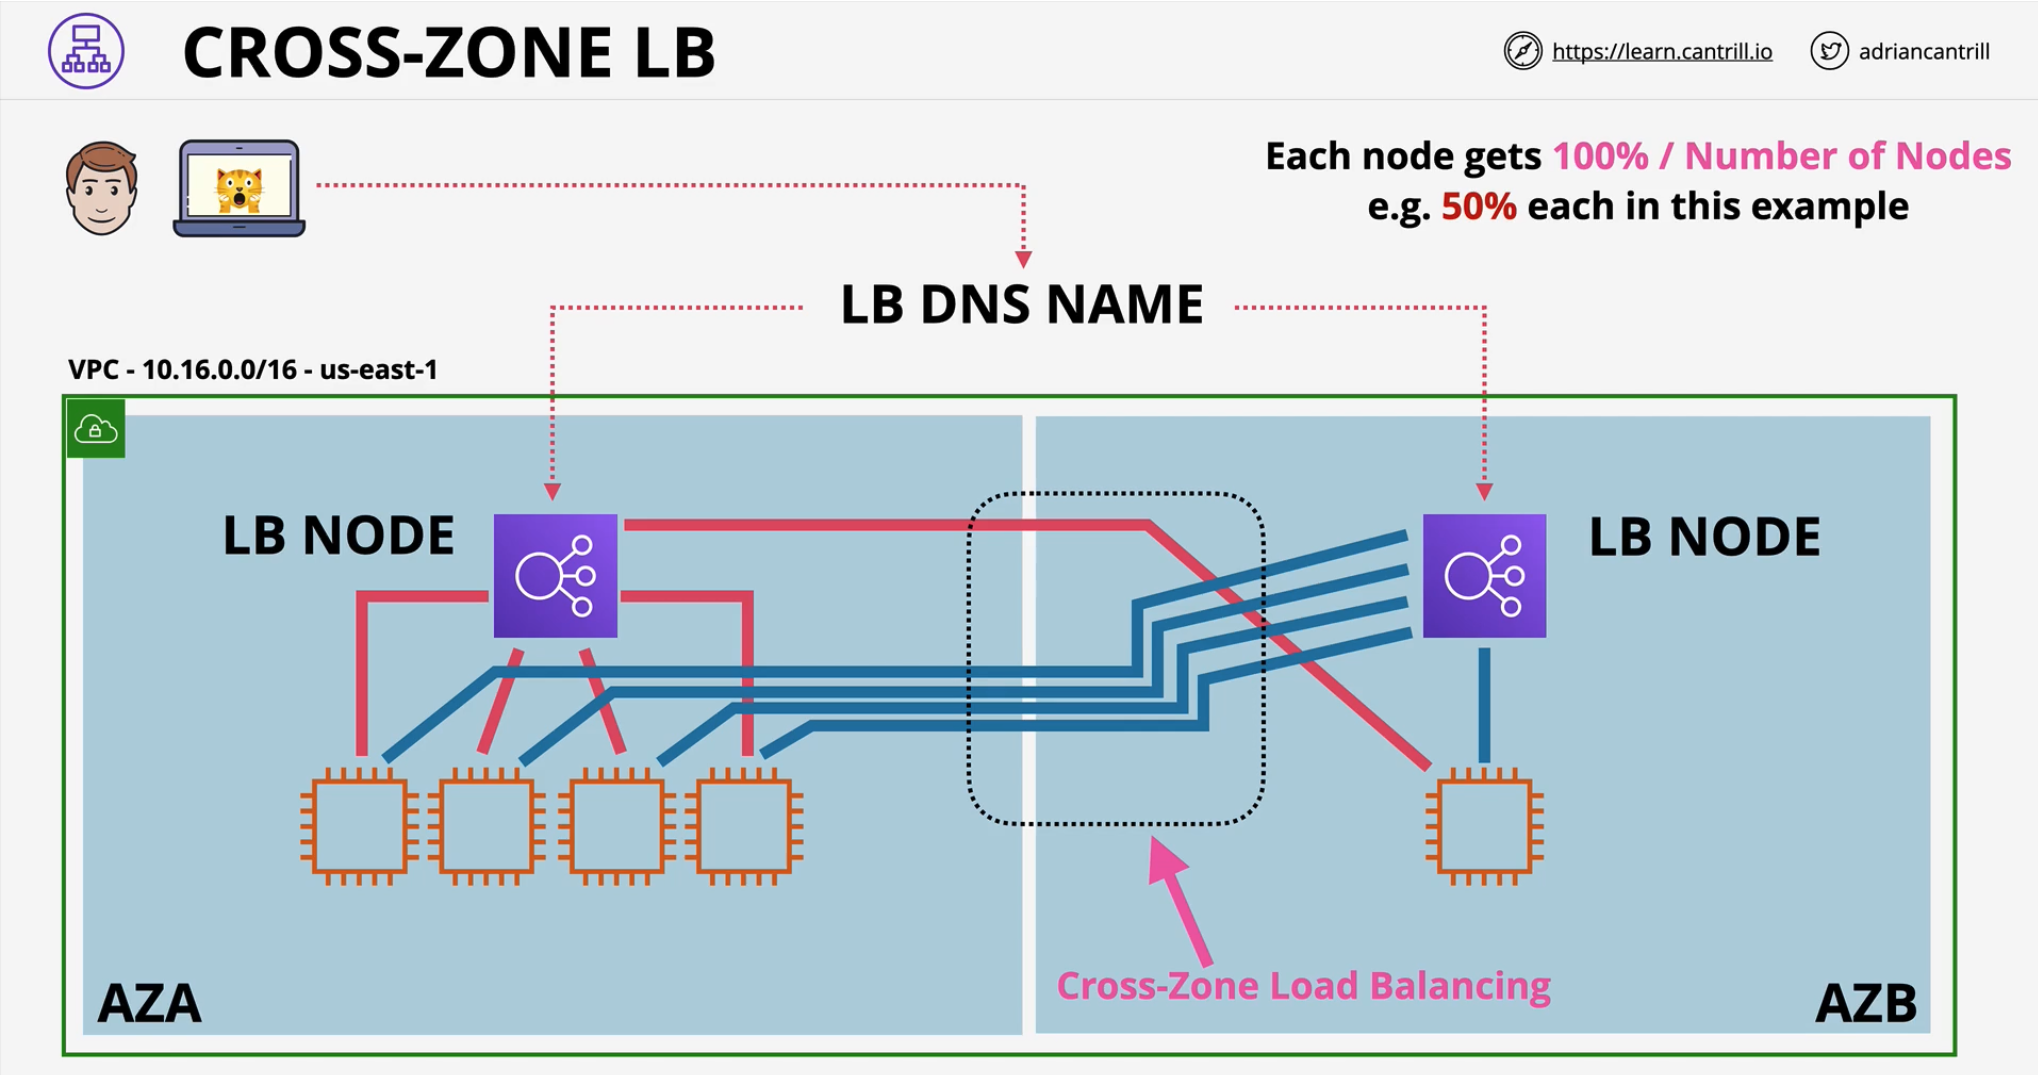 CROSS-ZONE LB
https://learn.cantrill.io
adriancantrill
Each node gets 100% / Number of Nodes
e.g. 50% each in this example
LB DNS NAME
VPC - 10.16.0.0/16 - us-east-1
LB NODE
LB NODE
Cross-Zone Load Balancing
AZA
AZB